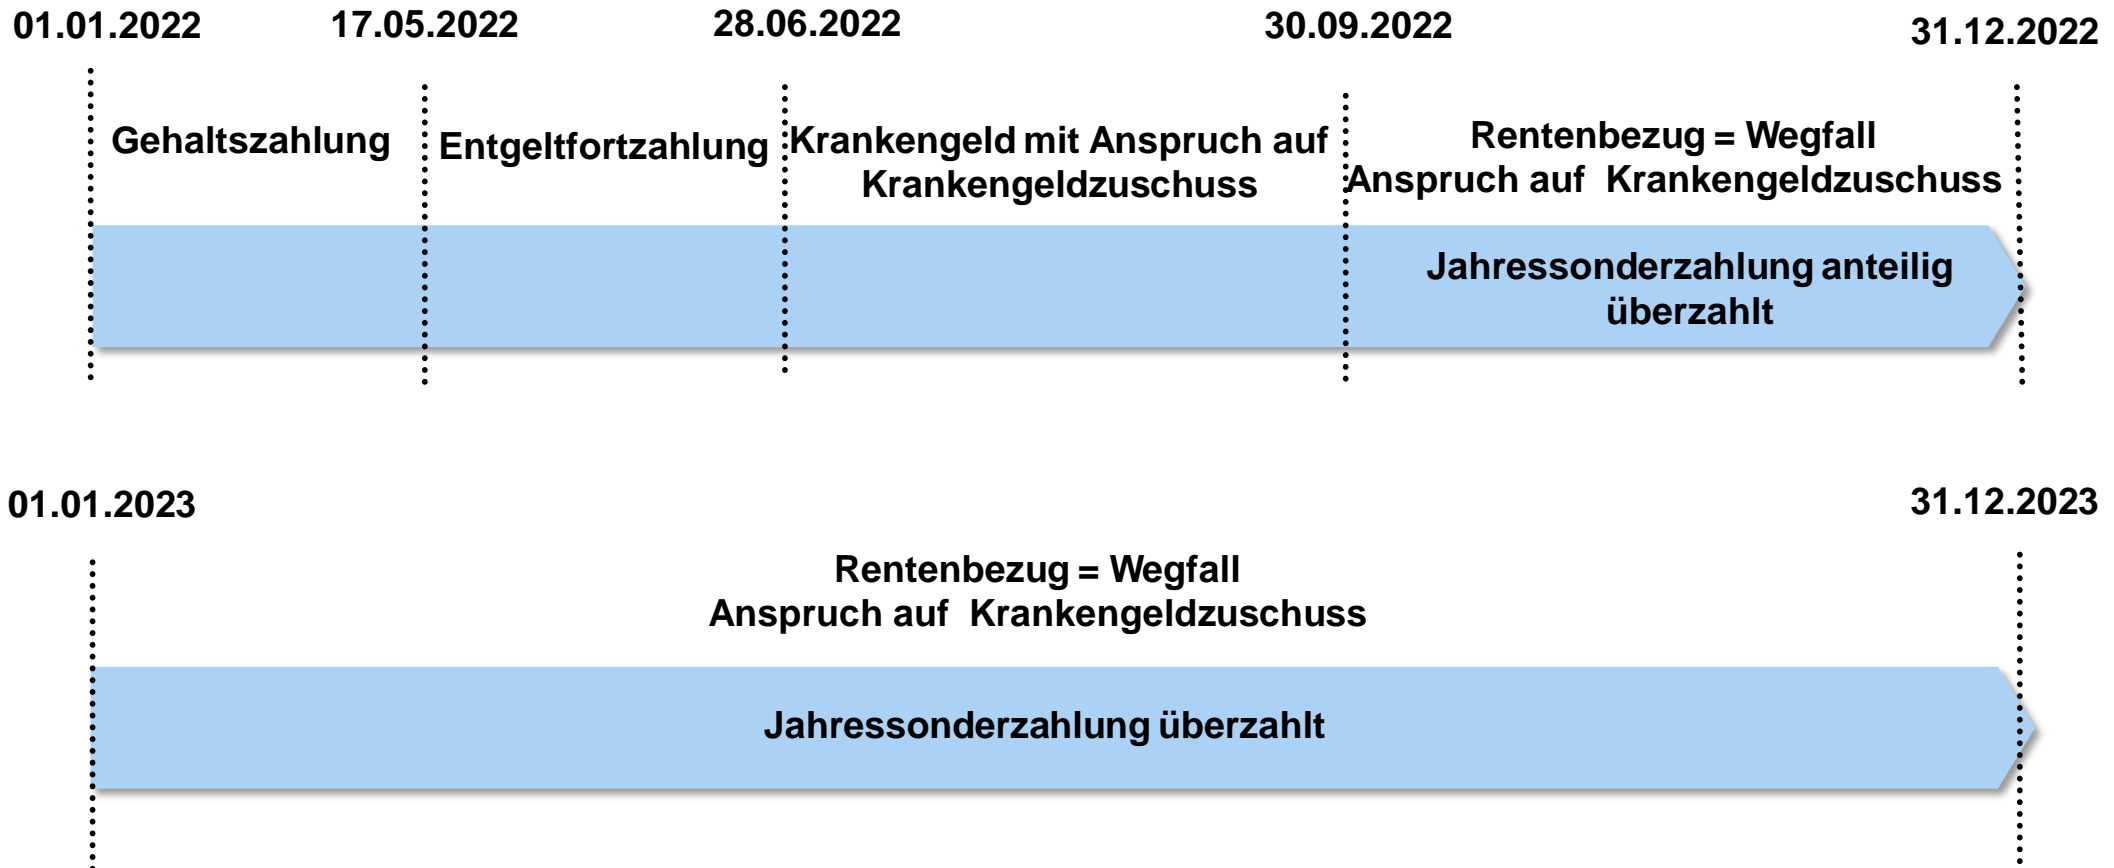 01.01.2022
17.05.2022
28.06.2022
30.09.2022
31.12.2022
Gehaltszahlung
Entgeltfortzahlung
Krankengeld mit Anspruch auf
Krankengeldzuschuss
Rentenbezug = Wegfall
Anspruch auf Krankengeldzuschuss
Jahressonderzahlung anteilig
überzahlt
01.01.2023
31.12.2023
Rentenbezug = Wegfall
Anspruch auf Krankengeldzuschuss
Jahressonderzahlung überzahlt